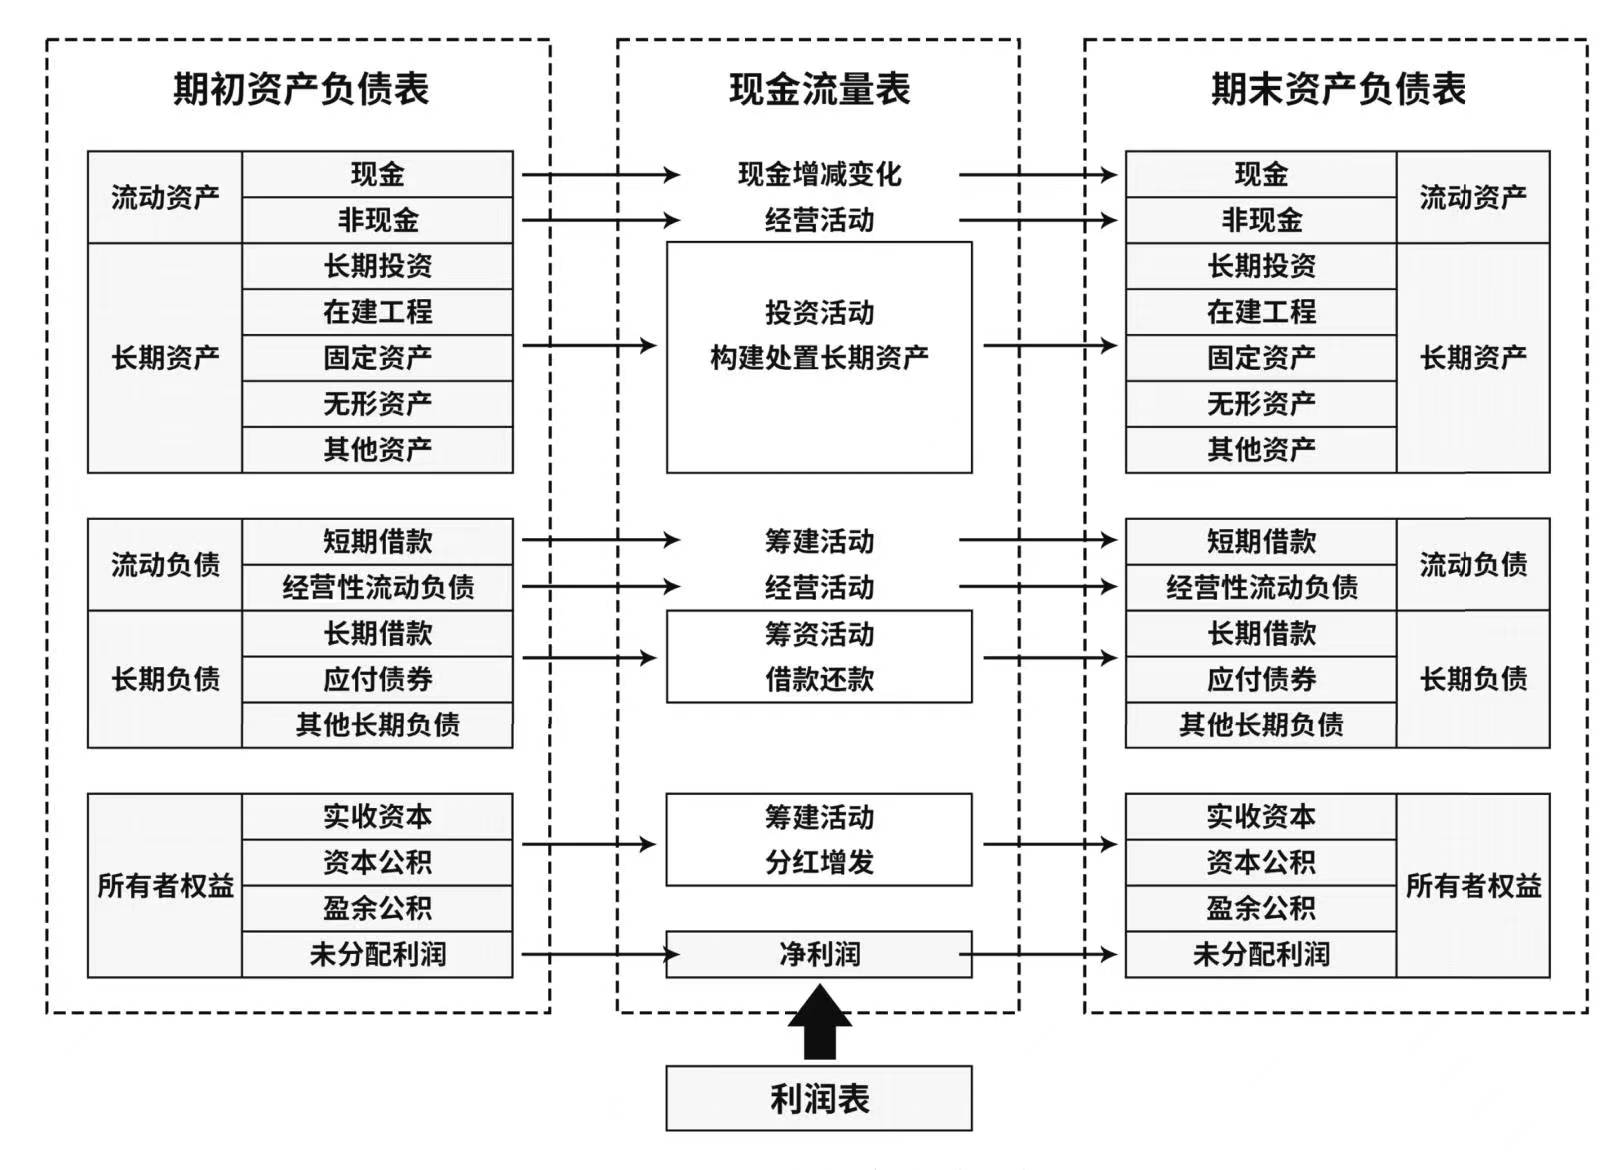 期初资产负债表
流动资产
现金
非现金
长期资产
长期投资
在建工程
固定资产
无形资产
其他资产
流动负债
短期借款
经营性流动负债
长期负债
长期借款
应付债券
其他长期负债
所有者权益
实收资本
资本公积
盈余公积
未分配利润
现金流量表
现金增减变化
经营活动
投资活动
构建处置长期资产
筹建活动
经营活动
筹资活动
借款还款
筹建活动
分红增发
净利润
利润表
期末资产负债表
现金
非现金
流动资产
长期投资
在建工程
固定资产
无形资产
其他资产
长期资产
短期借款
经营性流动负债
流动负债
长期借款
应付债券
其他长期负债
长期负债
实收资本
资本公积
盈余公积
未分配利润
所有者权益